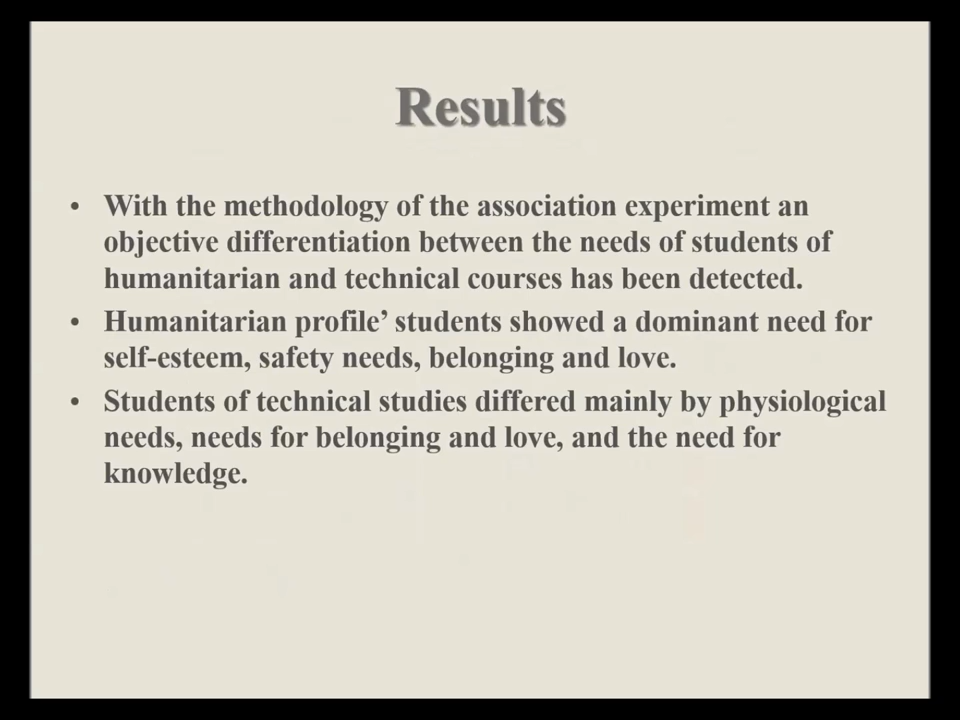 Results
• With the methodology of the association experiment an
objective differentiation between the needs of students of
humanitarian and technical courses has been detected.
• Humanitarian profile’ students showed a dominant need for
self-esteem, safety needs, belonging and love.
• Students of technical studies differed mainly by physiological
needs, needs for belonging and love, and the need for
knowledge.